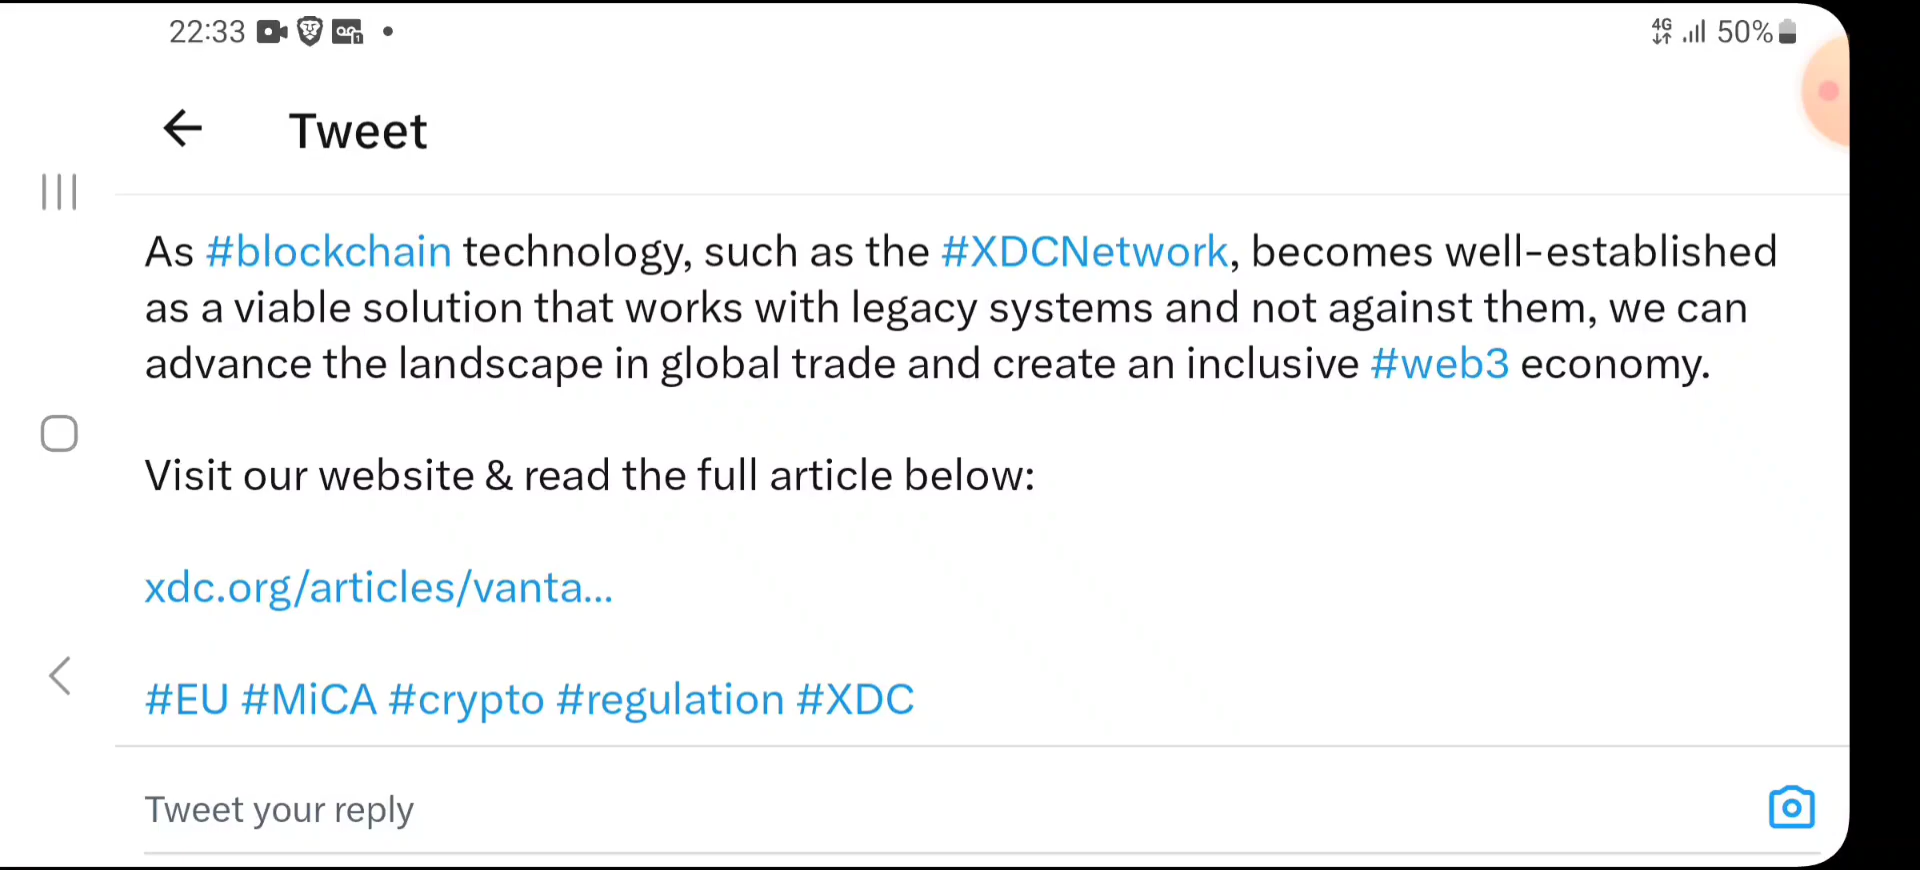 22:33
4G 50%
Tweet
As #blockchain technology, such as the #XDCNetwork, becomes well-established
as a viable solution that works with legacy systems and not against them, we can
advance the landscape in global trade and create an inclusive #web3 economy.
Visit our website & read the full article below:
xdc.org/articles/vanta...
#EU #MiCA #crypto #regulation #XDC
Tweet your reply